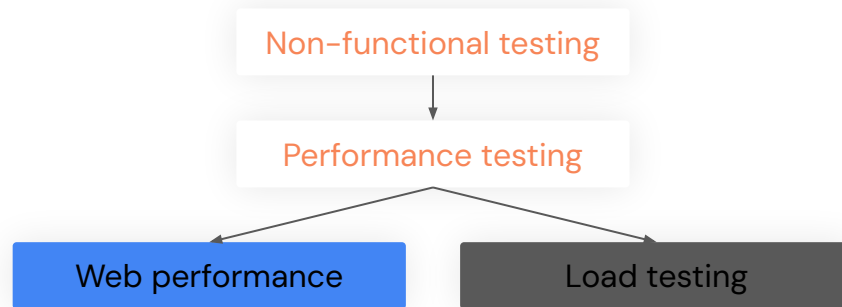 Non-functional testing
Performance testing
Web performance
Load testing